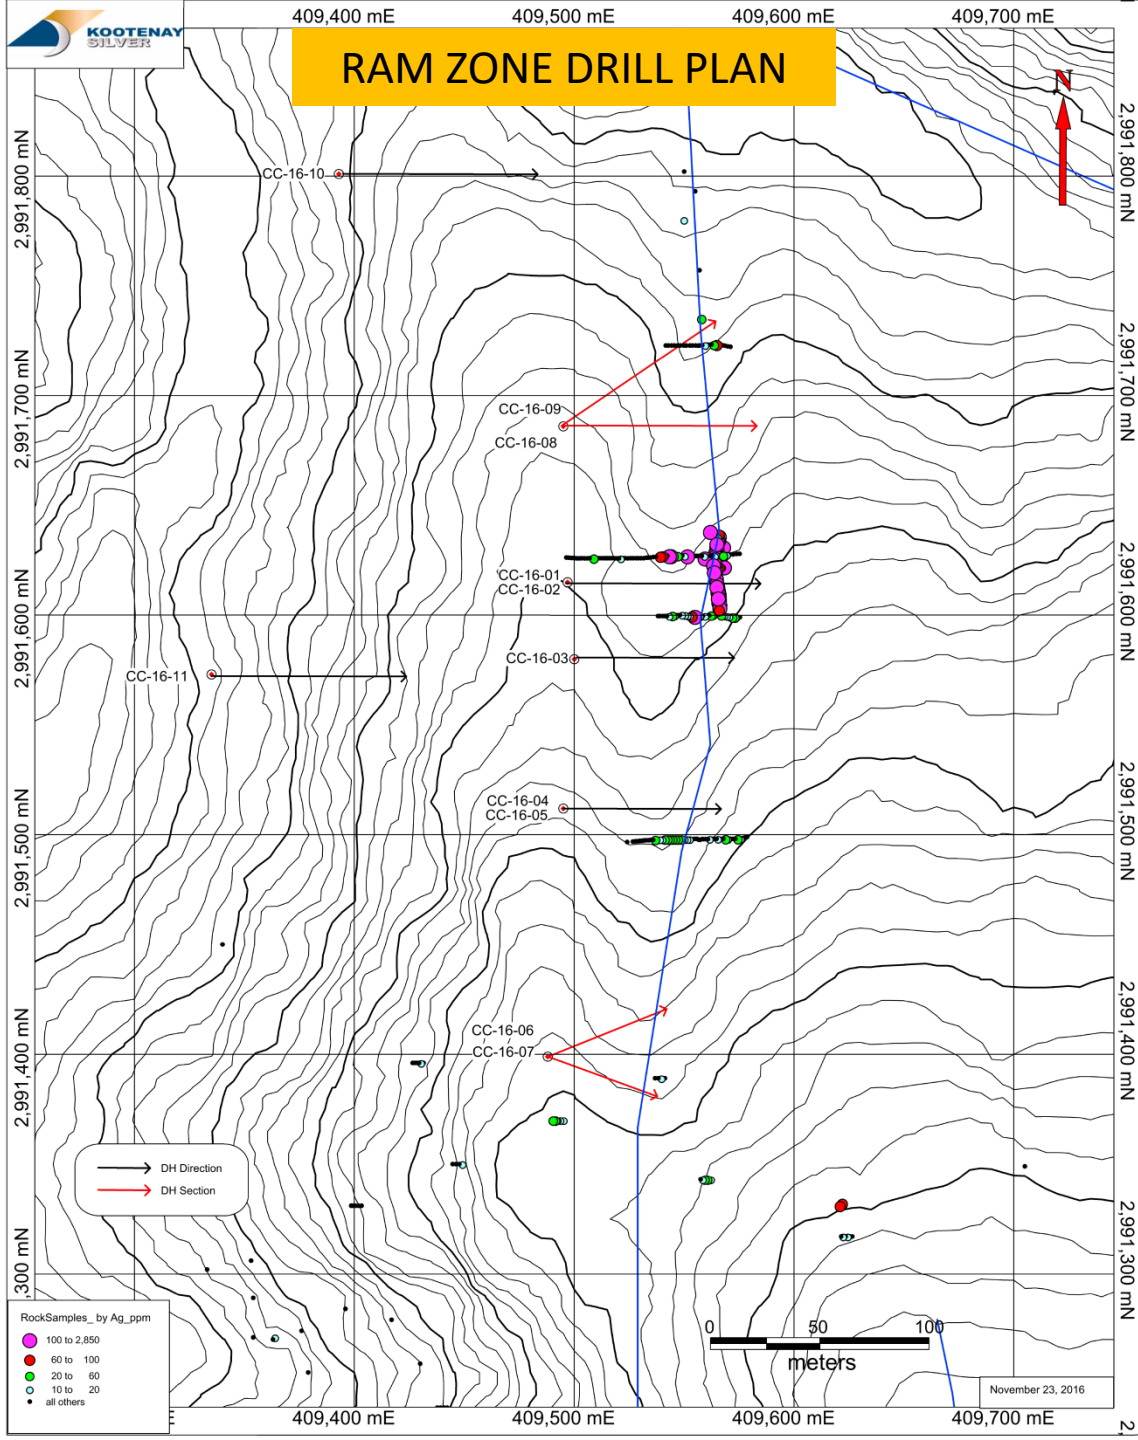 KOOTENAY
SILVER
409,400 mE
409,500 mE
409,600 mE
409,700 mE
RAM ZONE DRILL PLAN
N
2,991,800 mN
2,991,800 mN
CC-16-10
2,991,700 mN
2,991,700 mN
CC-16-09
CC-16-08
CC-16-01
CC-16-02
2,991,600 mN
2,991,600 mN
CC-16-03
CC-16-11
CC-16-04
CC-16-05
2,991,500 mN
2,991,500 mN
CC-16-06
CC-16-07
2,991,400 mN
2,991,400 mN
DH Direction
DH Section
,300 mN
2,991,300 mN
RockSamples_ by Ag_ppm
100 to 2,850
60 to 100
20 to 60
10 to 20
all others
0 50 100
meters
November 23, 2016
E
409,400 mE
409,500 mE
409,600 mE
409,700 mE
2,